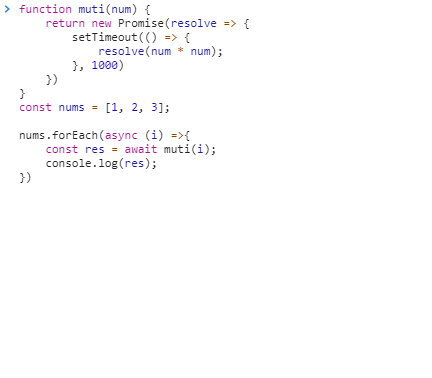 > function muti(num) {
    return new Promise(resolve => {
        setTimeout(() => {
            resolve(num * num);
        }, 1000)
    })
}
const nums = [1, 2, 3];

nums.forEach(async (i) =>{
    const res = await muti(i);
    console.log(res);
})